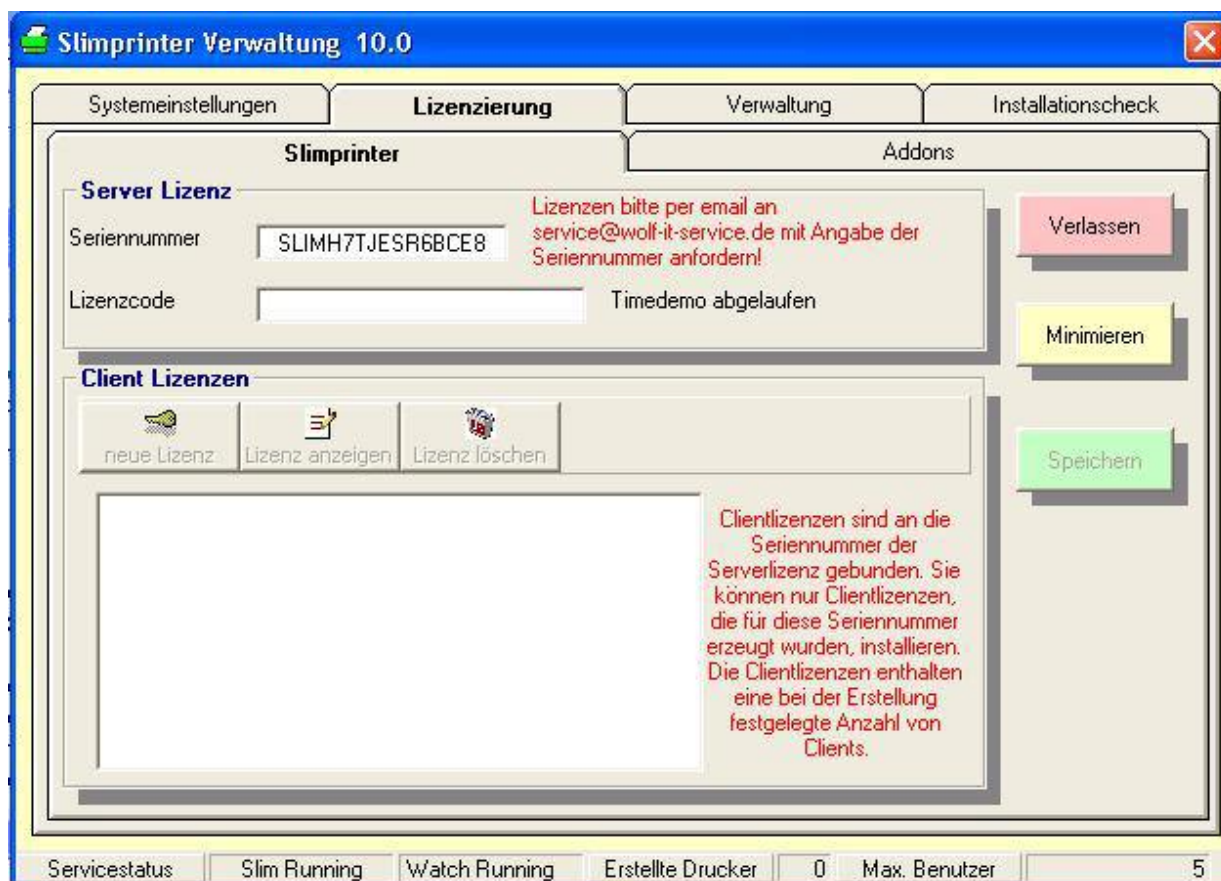 Slimprinter Verwaltung 10.0
Systemeinstellungen
Lizenzierung
Verwaltung
Installationscheck
Slimprinter
Addons
Server Lizenz
Seriennummer
SLIMH7TJESR6BCE8
Lizenzen bitte per email an
service@wolf-it-service.de mit Angabe der
Seriennummer anfordern!
Lizenzcode
Timedemo abgelaufen
Verlassen
Minimieren
Speichern
Client Lizenzen
neue Lizenz
Lizenz anzeigen
Lizenz löschen
Clientlizenzen sind an die
Seriennummer der
Serverlizenz gebunden. Sie
können nur Clientlizenzen,
die für diese Seriennummer
erzeugt wurden, installieren.
Die Clientlizenzen enthalten
eine bei der Erstellung
festgelegte Anzahl von
Clients.
Servicestatus
Slim Running
Watch Running
Erstellte Drucker
0
Max. Benutzer
5